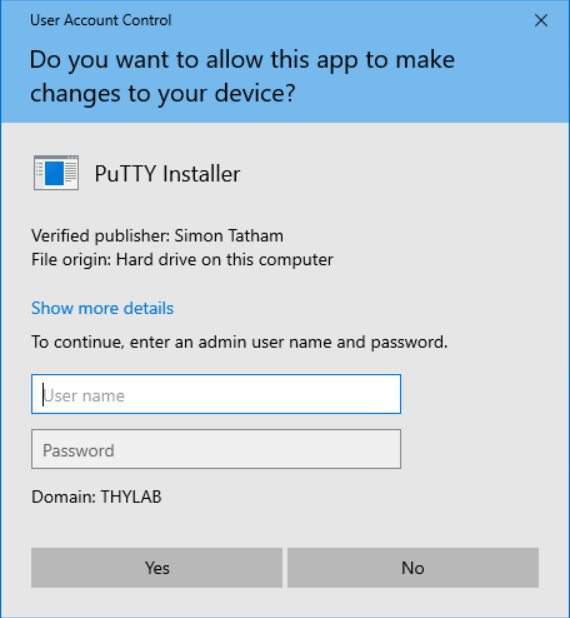 User Account Control
Do you want to allow this app to make
changes to your device?
PuTTY Installer
Verified publisher: Simon Tatham
File origin: Hard drive on this computer
Show more details
To continue, enter an admin user name and password.
User name
Password
Domain: THYLAB
Yes
No